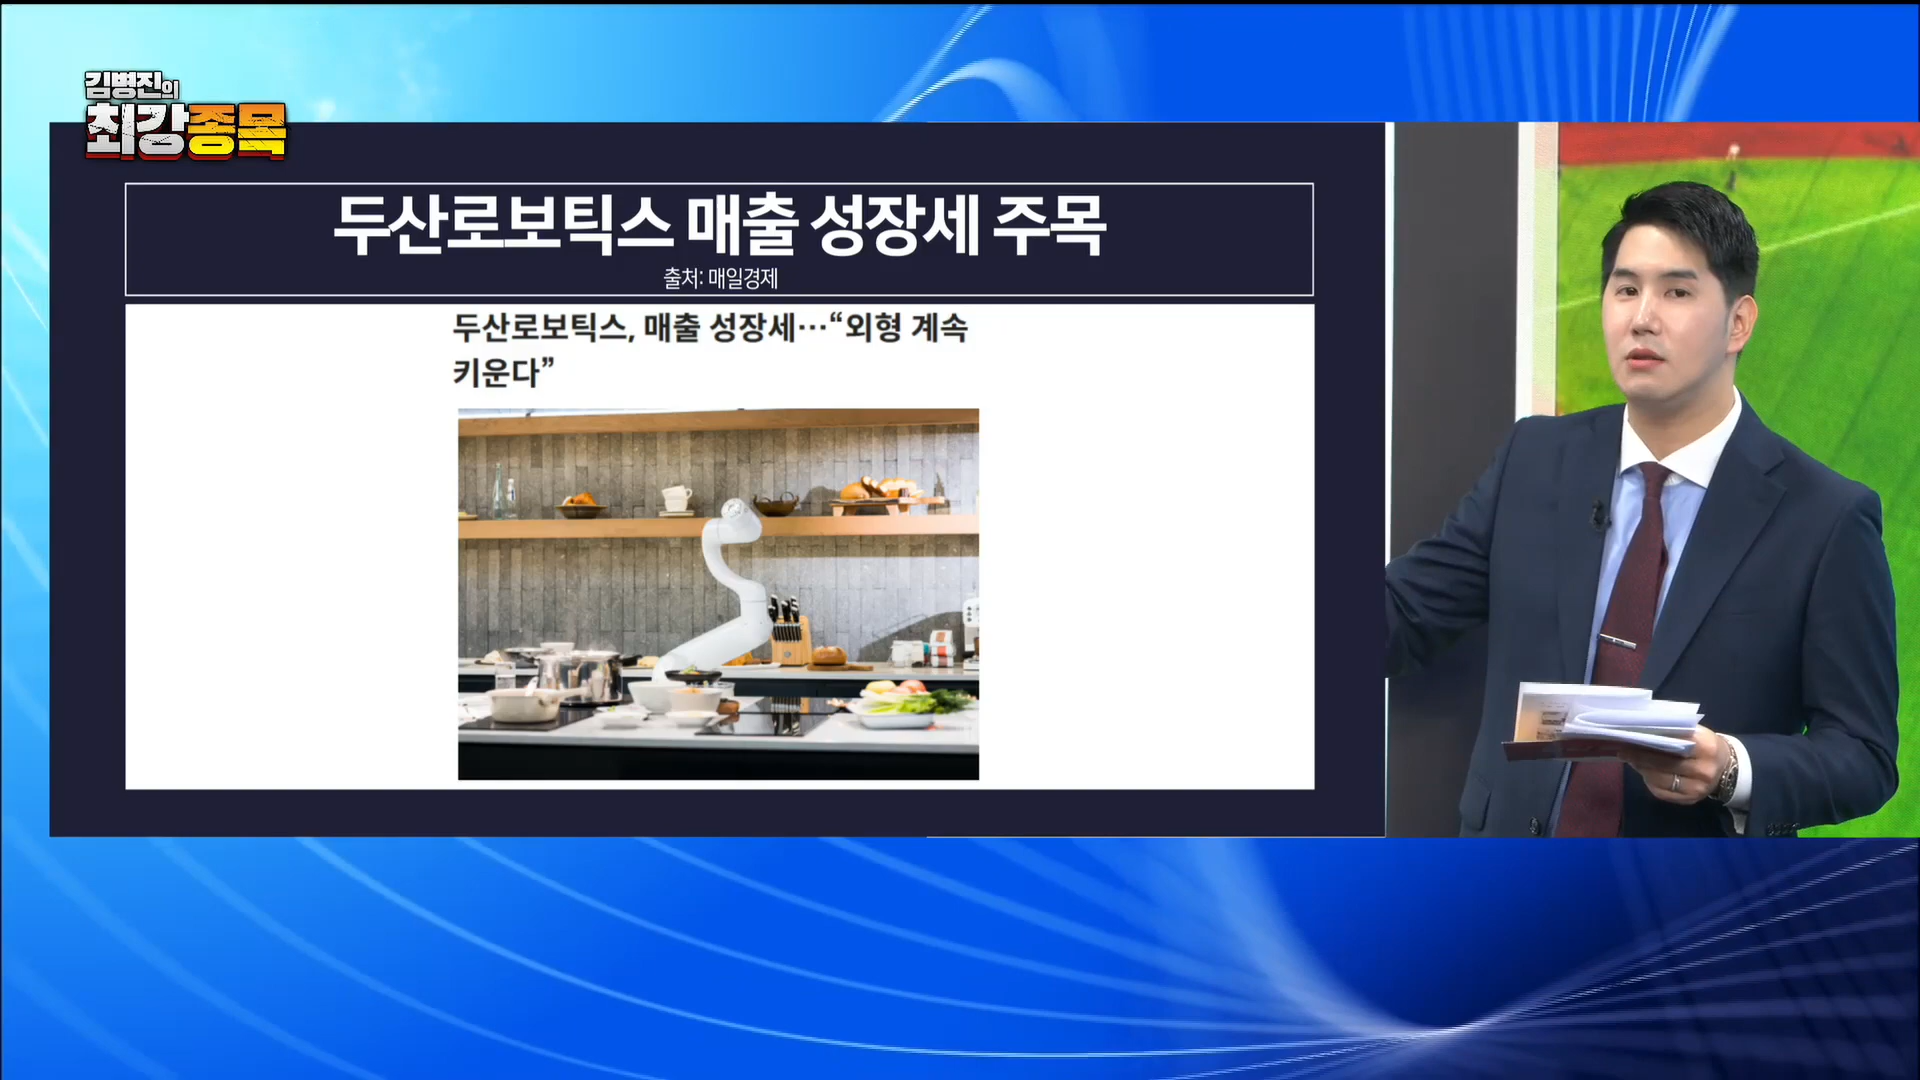 김병진의
최강종목
두산로보틱스 매출 성장세 주목
출처: 매일경제
두산로보틱스, 매출 성장세…“외형 계속
키운다”